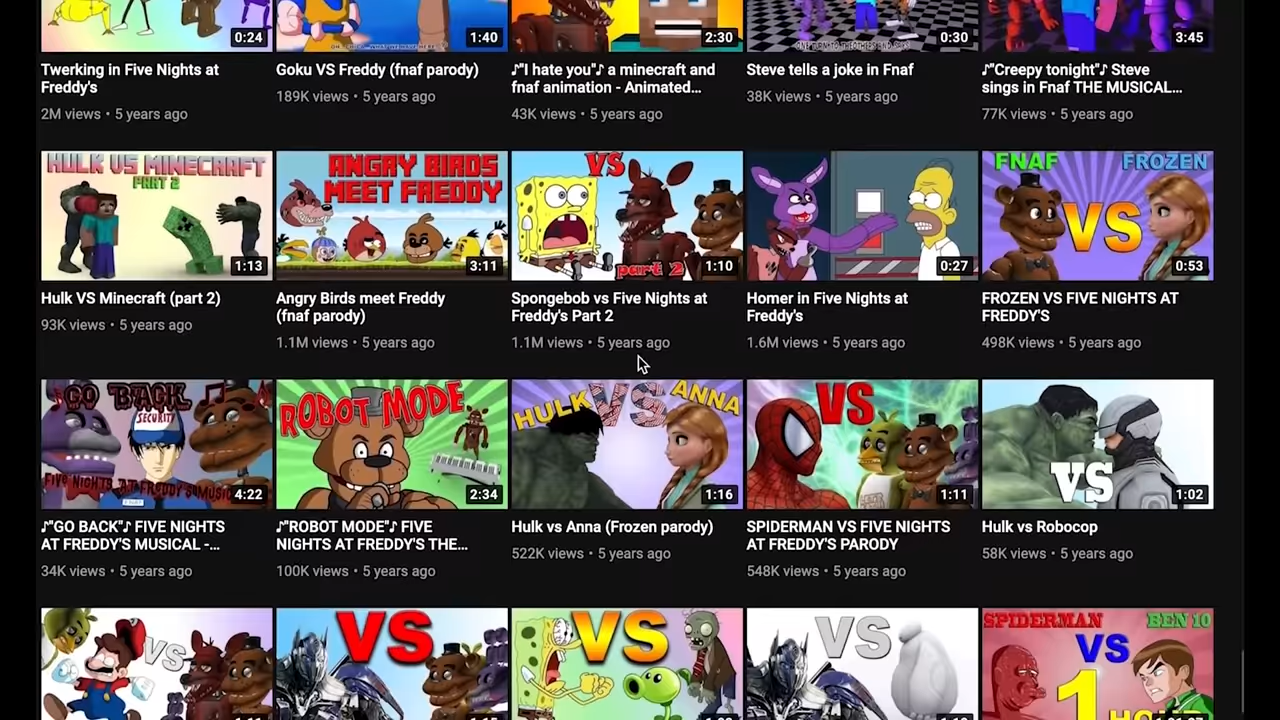 0:24
1:40
2:30
0:30
3:45
Twerking in Five Nights at
Freddy's
2M views • 5 years ago
Goku VS Freddy (fnaf parody)
189K views • 5 years ago
♪"I hate you"♪ a minecraft and
fnaf animation - Animated...
43K views • 5 years ago
Steve tells a joke in Fnaf
38K views • 5 years ago
♪"Creepy tonight"♪ Steve
sings in Fnaf THE MUSICAL...
77K views • 5 years ago
HULK VS MINECRAFT
PART 2
1:13
ANGRY BIRDS
MEET FREDDY
3:11
VS
part 2
1:10
0:27
FNAF FROZEN
VS
0:53
Hulk VS Minecraft (part 2)
93K views • 5 years ago
Angry Birds meet Freddy
(fnaf parody)
1.1M views • 5 years ago
Spongebob vs Five Nights at
Freddy's Part 2
1.1M views • 5 years ago
Homer in Five Nights at
Freddy's
1.6M views • 5 years ago
FROZEN VS FIVE NIGHTS AT
FREDDY'S
498K views • 5 years ago
GO BACK
SECURITY
FIVE NIGHTS AT FREDDY'S MUSIC
4:22
ROBOT MODE
2:34
HULK VS ANNA
1:16
VS
1:11
VS
1:02
♪"GO BACK"♪ FIVE NIGHTS
AT FREDDY'S MUSICAL -...
34K views • 5 years ago
♪"ROBOT MODE"♪ FIVE
NIGHTS AT FREDDY'S THE...
100K views • 5 years ago
Hulk vs Anna (Frozen parody)
522K views • 5 years ago
SPIDERMAN VS FIVE NIGHTS
AT FREDDY'S PARODY
548K views • 5 years ago
Hulk vs Robocop
58K views • 5 years ago
VS
VS
VS
VS
SPIDERMAN BEN 10
VS
1